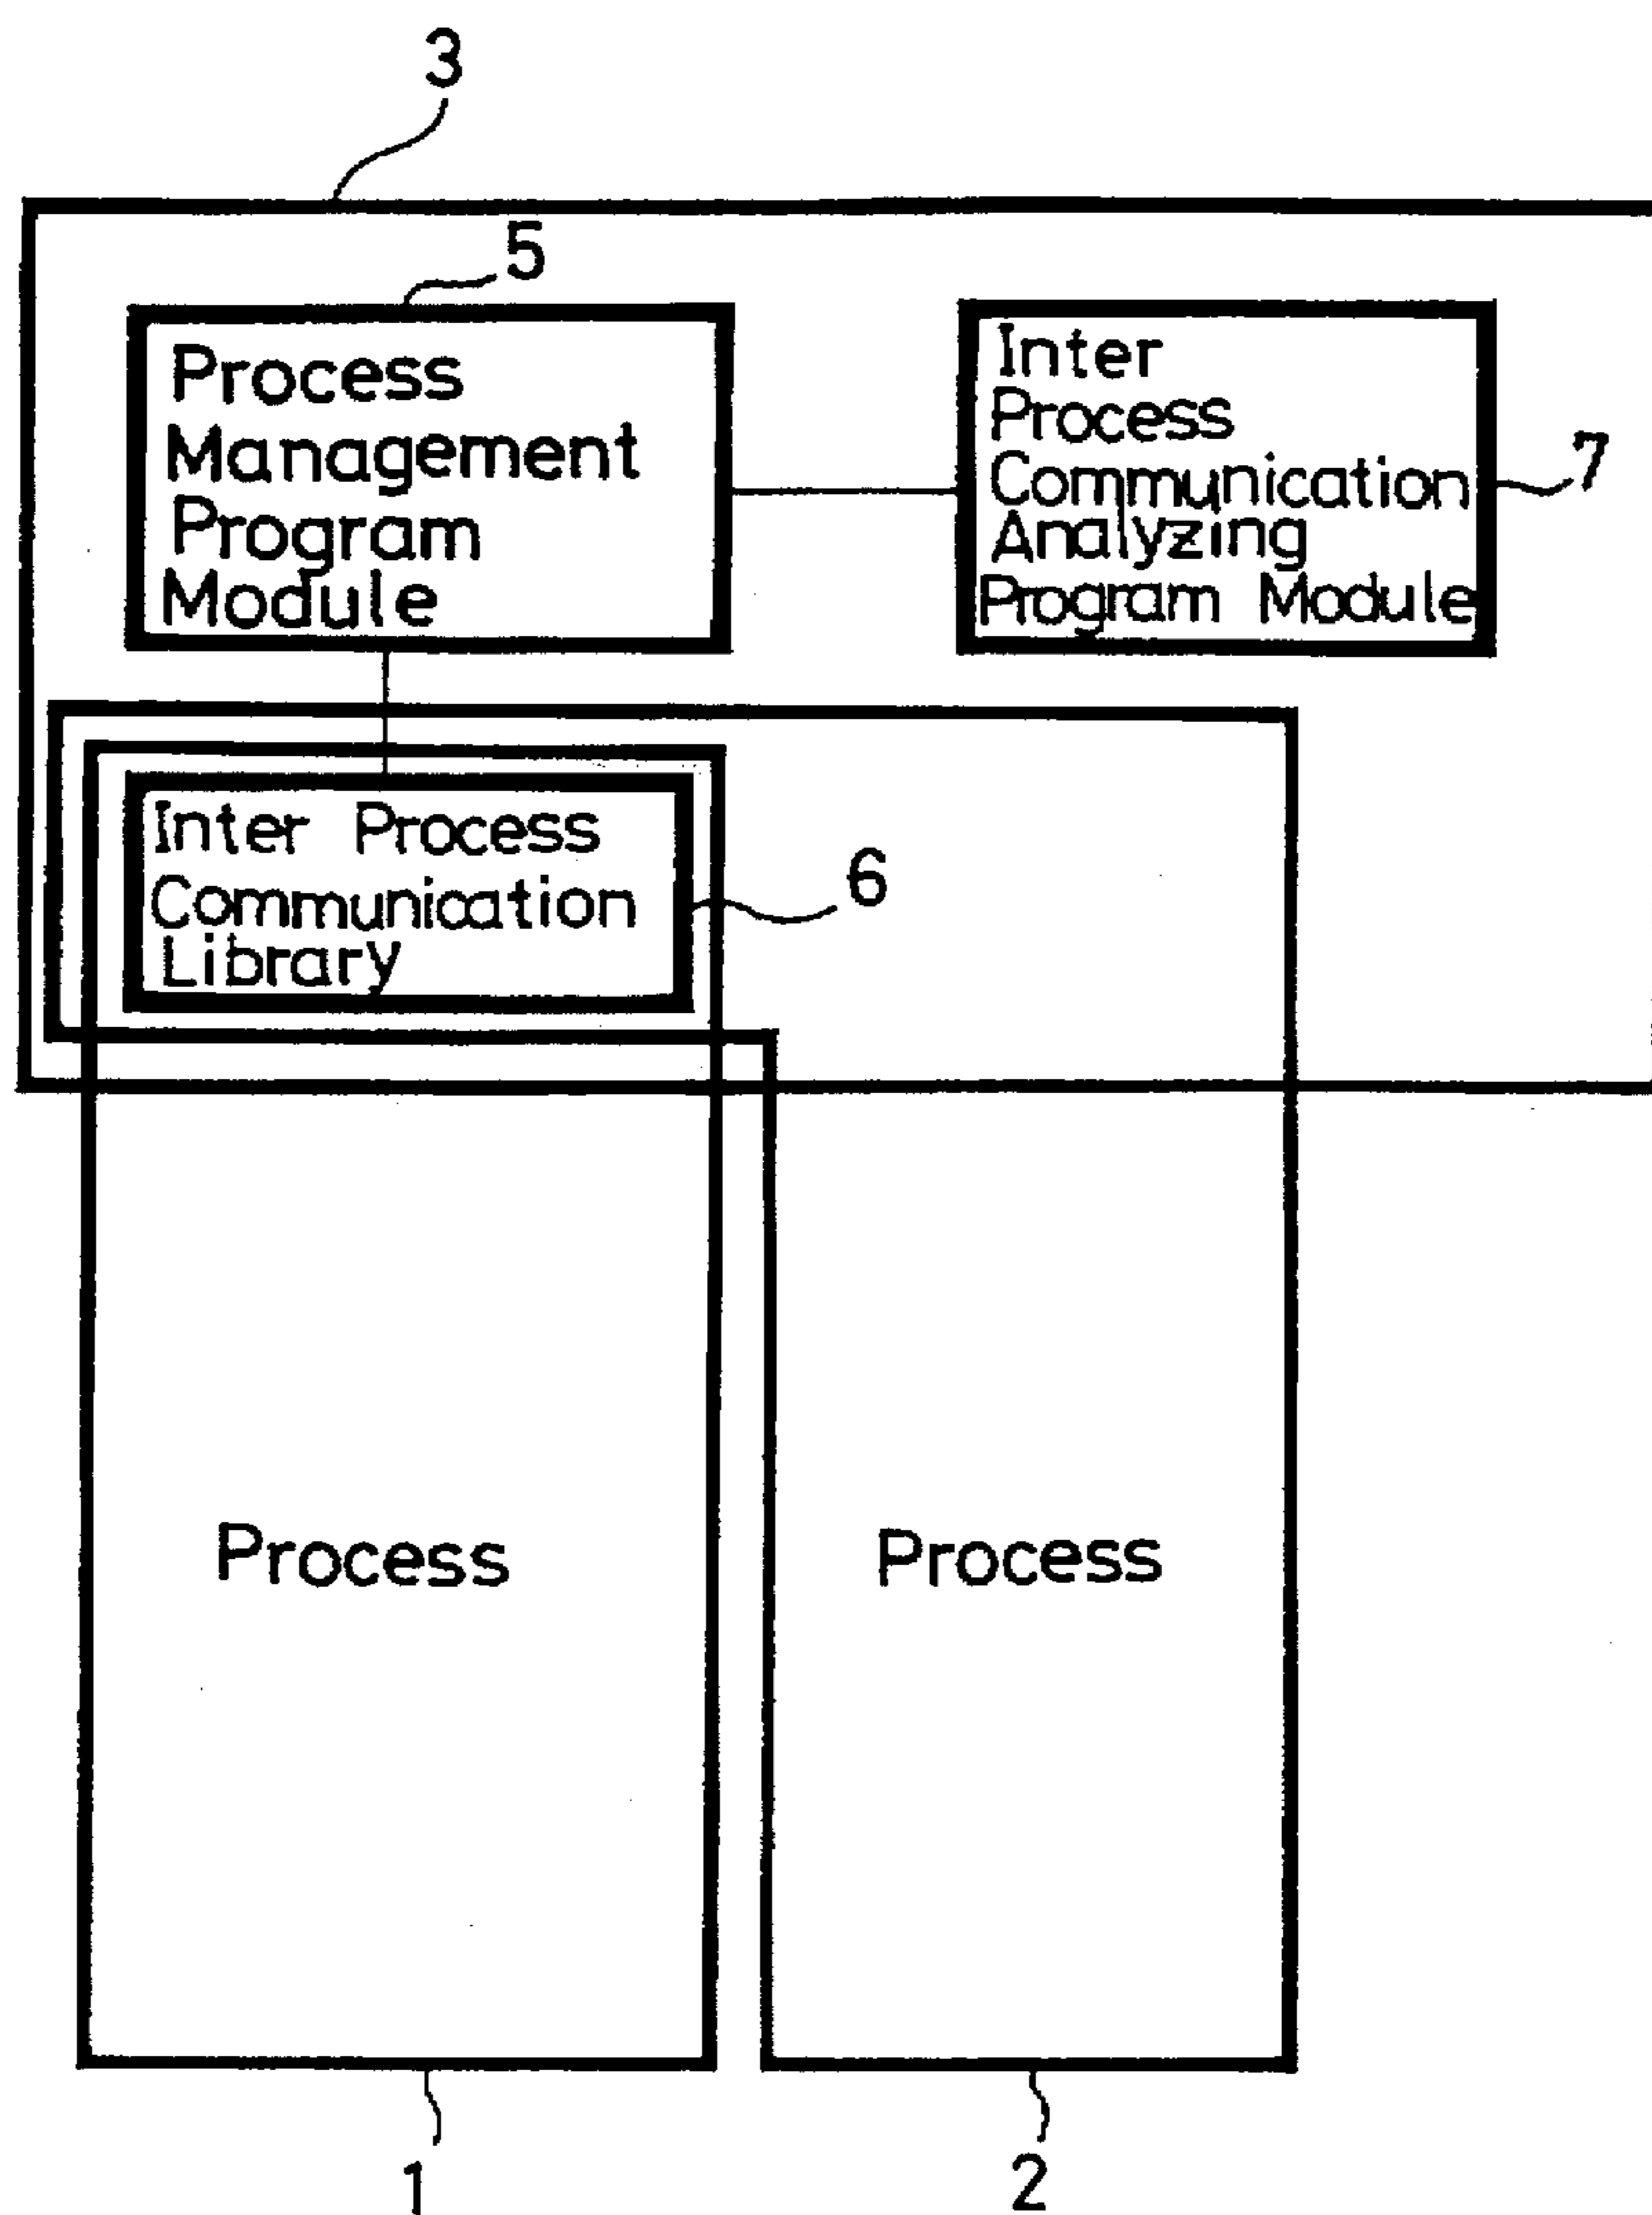 3
5
Process
Management
Program
Module
Inter
Process
Communication
Analyzing
Program Module
7
Inter Process
Communication
Library
6
Process
Process
1
2